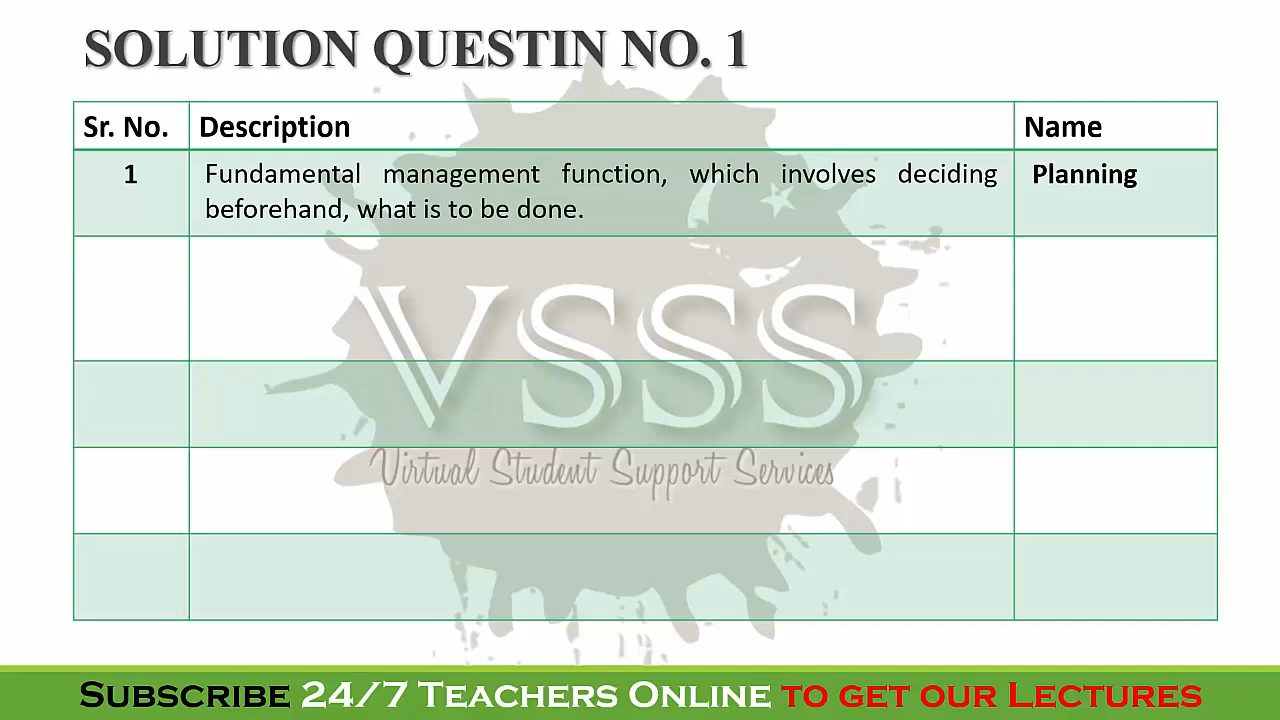 SOLUTION QUESTIN NO. 1
Sr. No. Description Name
1 Fundamental management function, which involves deciding Planning
beforehand, what is to be done.
VSSS
Virtual Student Support Services
SUBSCRIBE 24/7 TEACHERS ONLINE TO GET OUR LECTURES